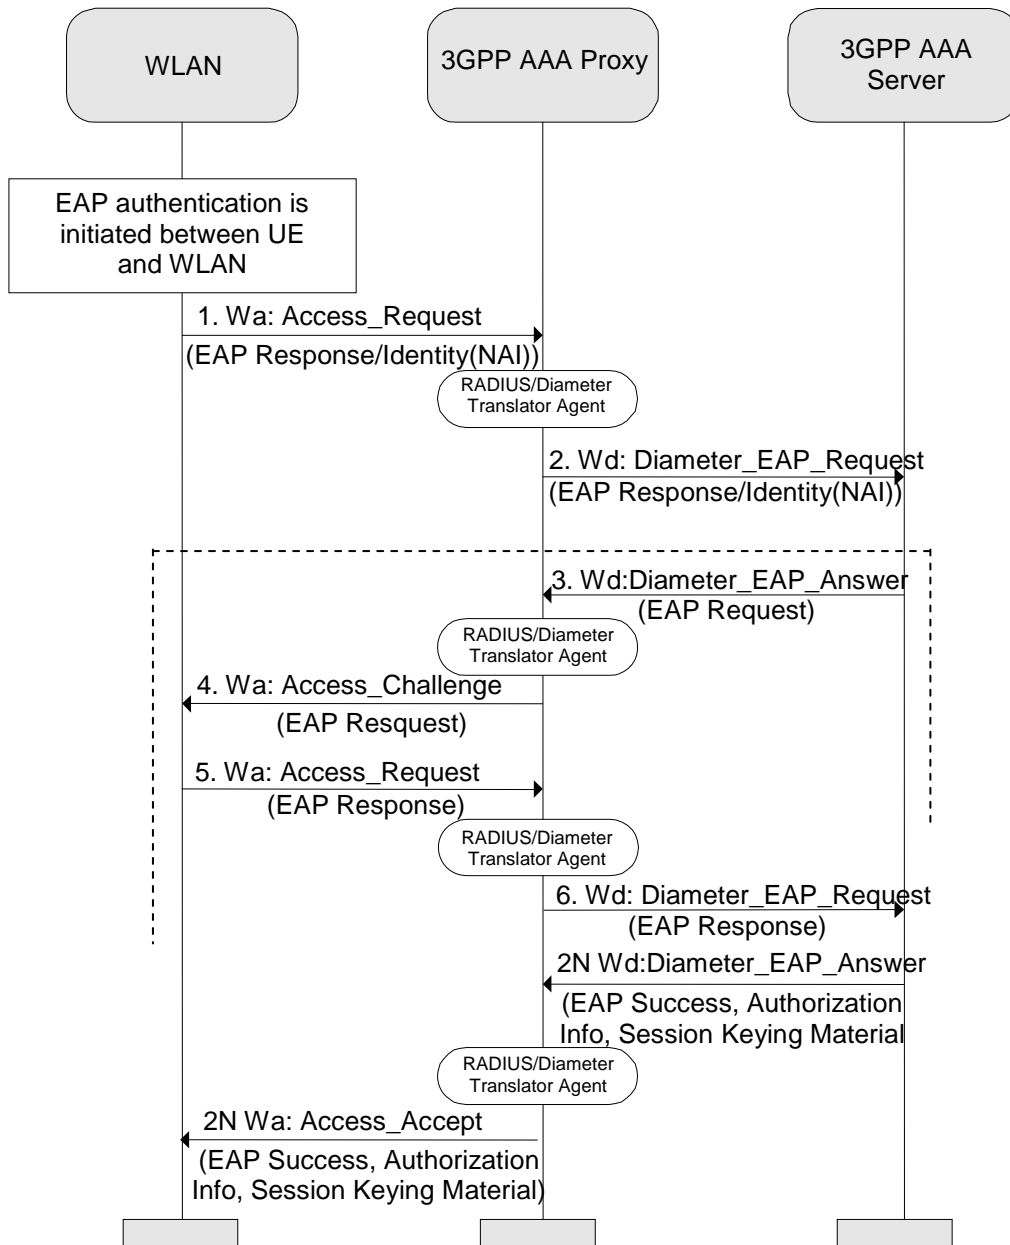 WLAN
3GPP AAA Proxy
3GPP AAA
Server
EAP authentication is
initiated between UE
and WLAN
1. Wa: Access_Request
(EAP Response/Identity(NAI))
RADIUS/Diameter
Translator Agent
2. Wd: Diameter_EAP_Request
(EAP Response/Identity(NAI))
3. Wd:Diameter_EAP_Answer
(EAP Request)
RADIUS/Diameter
Translator Agent
4. Wa: Access_Challenge
(EAP Resquest)
5. Wa: Access_Request
(EAP Response)
RADIUS/Diameter
Translator Agent
6. Wd: Diameter_EAP_Request
(EAP Response)
2N Wd:Diameter_EAP_Answer
(EAP Success, Authorization
Info, Session Keying Material
RADIUS/Diameter
Translator Agent
2N Wa: Access_Accept
(EAP Success, Authorization
Info, Session Keying Material)